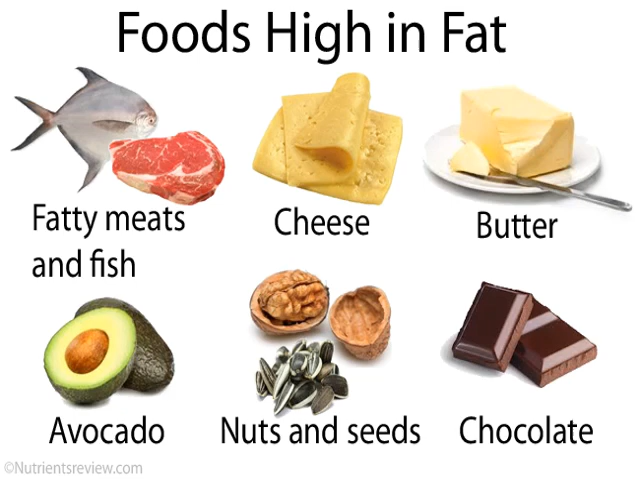 Foods High in Fat
Fatty meats
and fish
Cheese
Butter
Avocado
Nuts and seeds
Chocolate
©Nutrientsreview.com